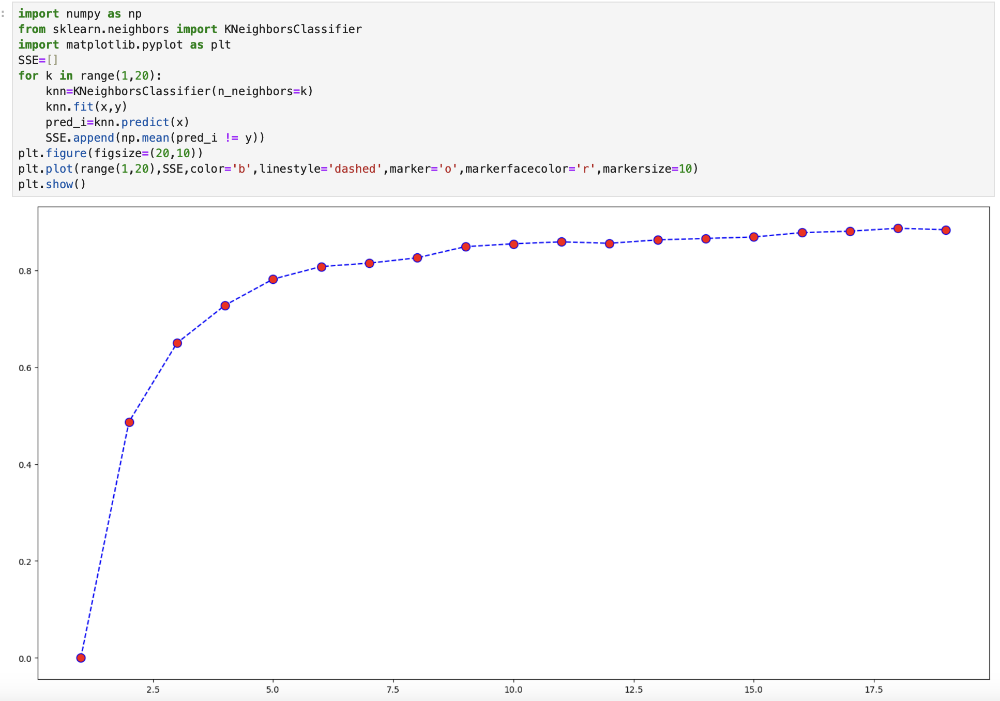 :
import numpy as np
from sklearn.neighbors import KNeighborsClassifier
import matplotlib.pyplot as plt
SSE=[]
for k in range(1,20):
    knn=KNeighborsClassifier(n_neighbors=k)
    knn.fit(x,y)
    pred_i=knn.predict(x)
    SSE.append(np.mean(pred_i != y))
plt.figure(figsize=(20,10))
plt.plot(range(1,20),SSE,color='b',linestyle='dashed',marker='o',markerfacecolor='r',markersize=10)
plt.show()
0.8
0.6
0.4
0.2
0.0
2.5 5.0 7.5 10.0 12.5 15.0 17.5